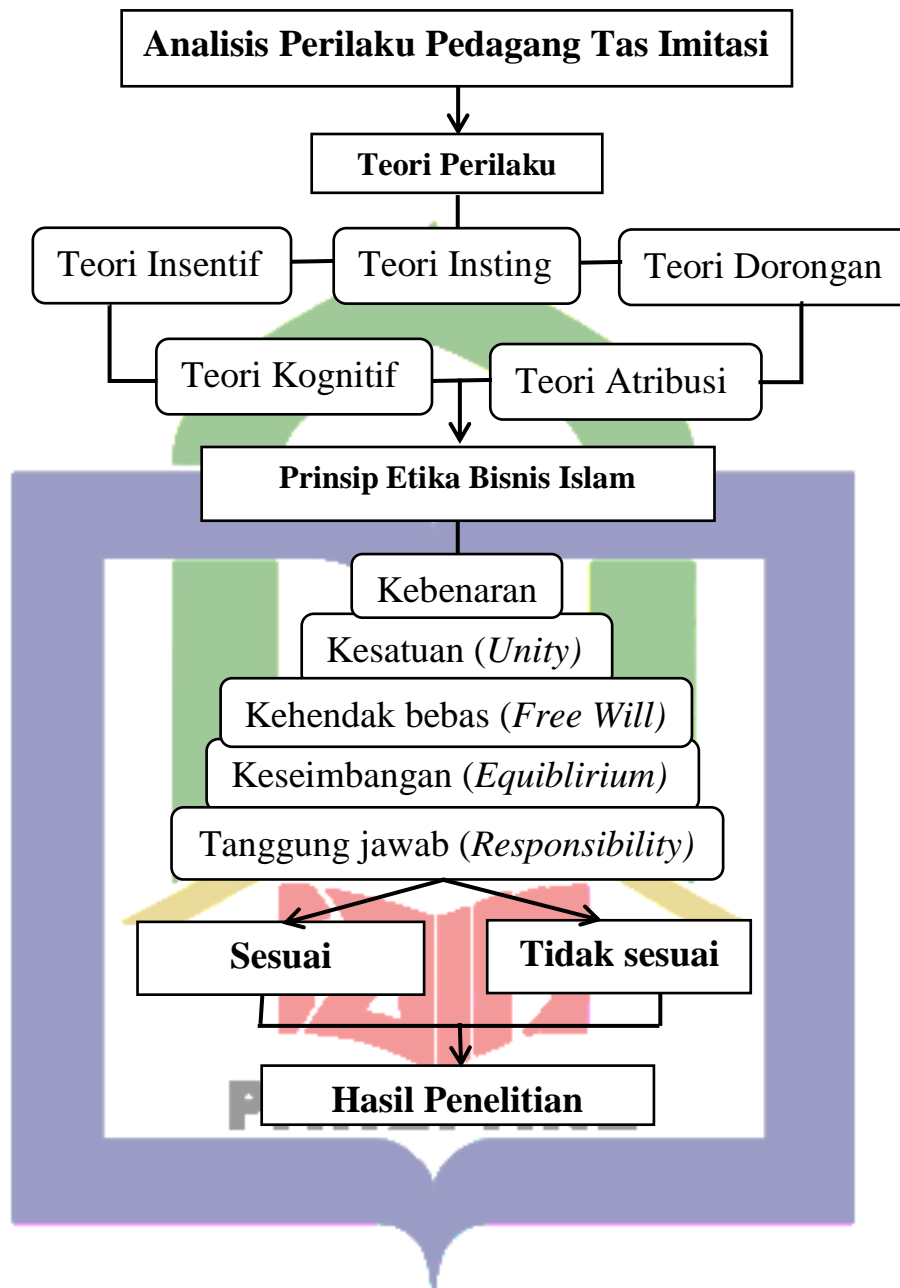 Analisis Perilaku Pedagang Tas Imitasi
Teori Perilaku
Teori Insentif
Teori Insting
Teori Dorongan
Teori Kognitif
Teori Atribusi
Prinsip Etika Bisnis Islam
Kebenaran
Kesatuan (Unity)
Kehendak bebas (Free Will)
Keseimbangan (Equiblirium)
Tanggung jawab (Responsibility)
Sesuai
Tidak sesuai
Hasil Penelitian